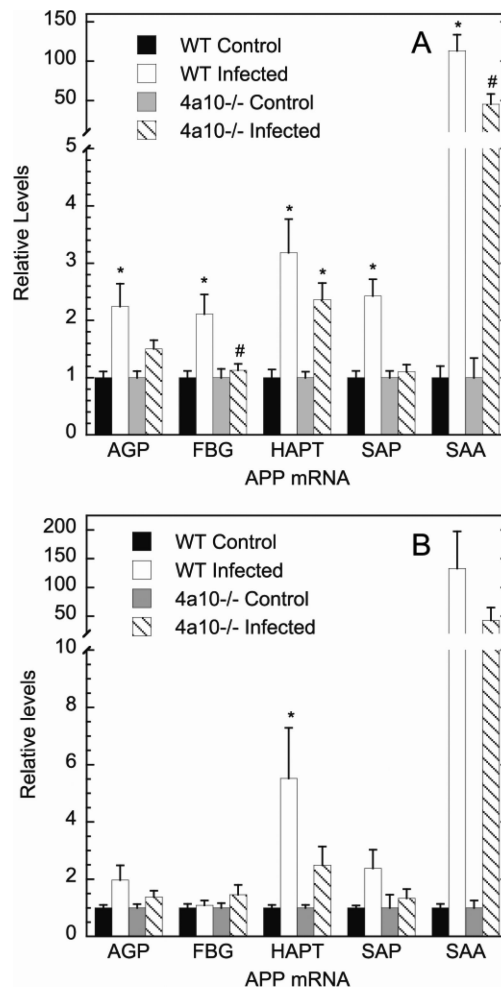 150
100
50
5
4
3
2
1
0
Relative Levels
A
WT Control
WT Infected
4a10-/- Control
4a10-/- Infected
* * # * * * * #
AGP FBG HAPT SAP SAA
APP mRNA
200
150
100
50
10
8
6
4
2
0
Relative levels
B
WT Control
WT Infected
4a10-/- Control
4a10-/- Infected
*
AGP FBG HAPT SAP SAA
APP mRNA